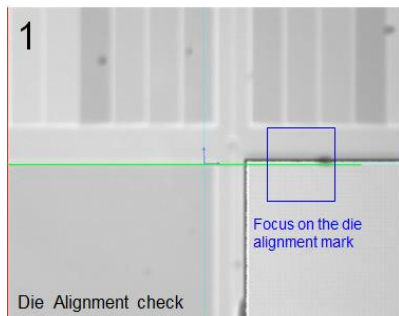 1
Focus on the die
alignment mark
Die Alignment check